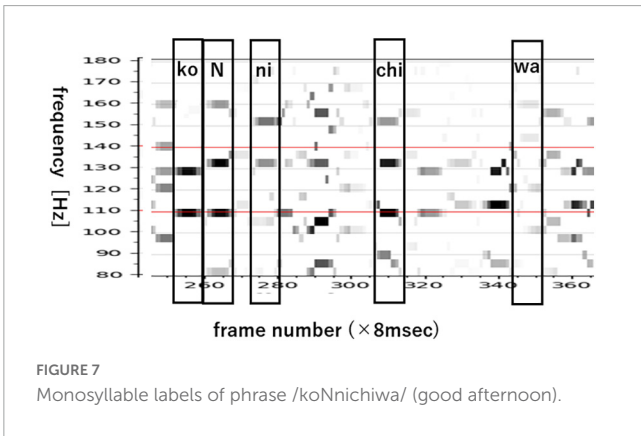 ko N ni chi wa
frequency [Hz]
180
170
160
150
140
130
120
110
100
90
80
260 280 300 320 340 360
frame number (×8msec)
FIGURE 7
Monosyllable labels of phrase /koNnichiwa/ (good afternoon).